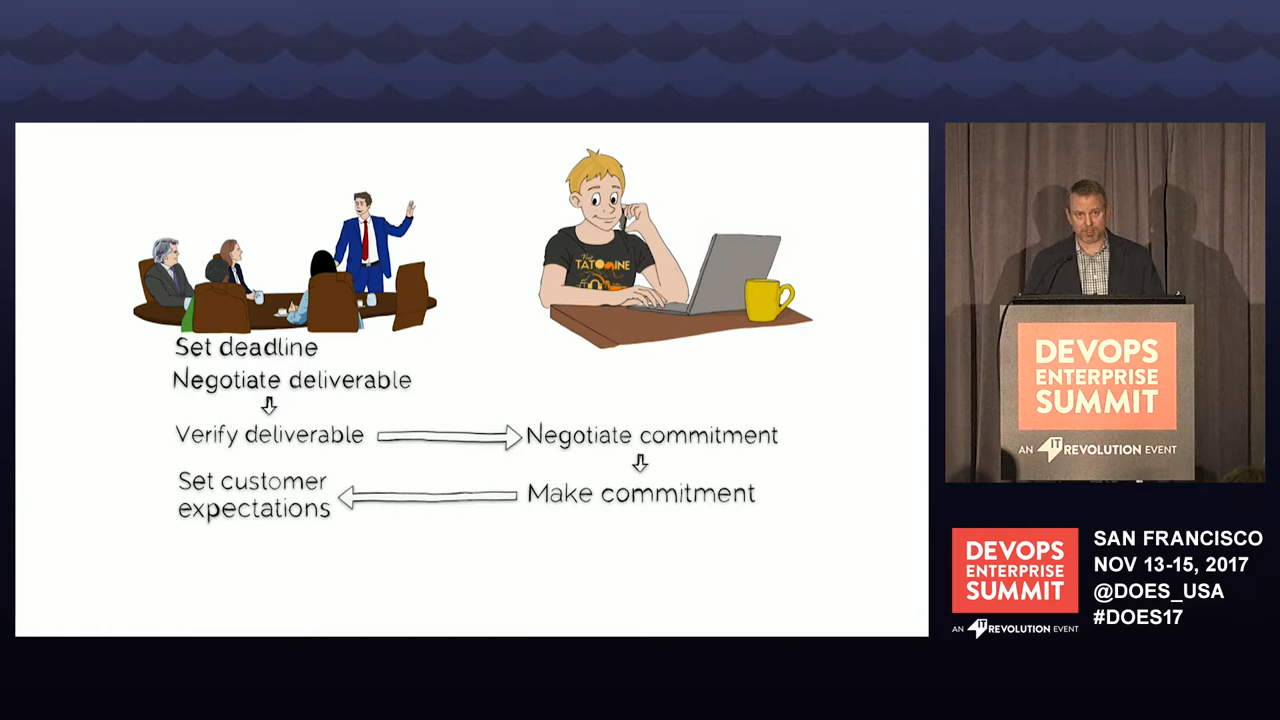 Visit
TATOOINE
Set deadline
Negotiate deliverable
Verify deliverable
Negotiate commitment
Set customer
expectations
Make commitment
DEVOPS
ENTERPRISE
SUMMIT
AN IT REVOLUTION EVENT
DEVOPS
ENTERPRISE
SUMMIT
AN IT REVOLUTION EVENT
SAN FRANCISCO
NOV 13-15, 2017
@DOES_USA
#DOES17